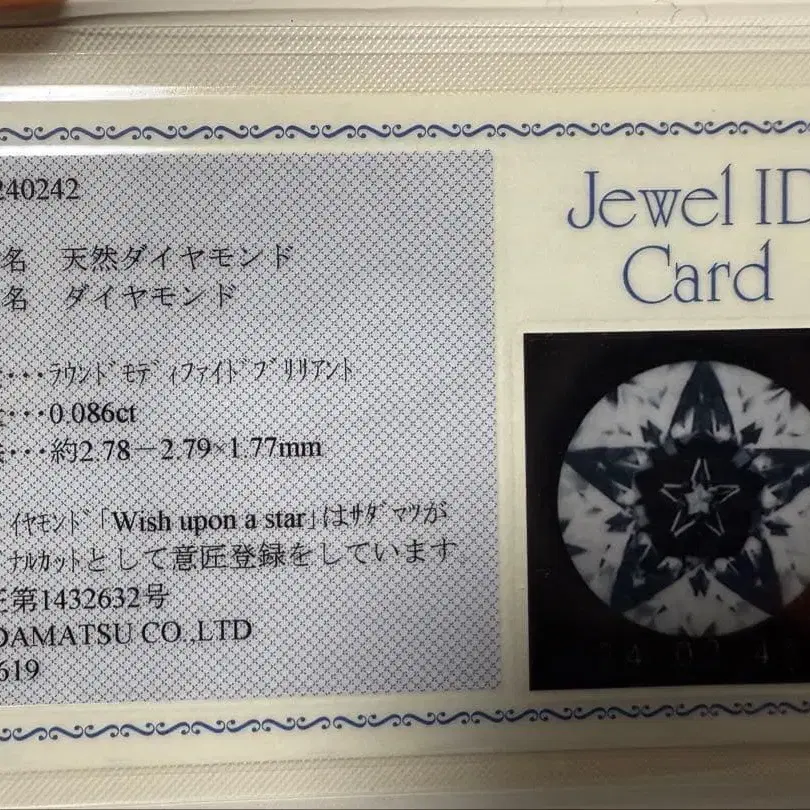 240242
名 天然ダイヤモンド
名 ダイヤモンド
・・・ﾗｳﾝﾄﾞﾓﾃﾞｨﾌｧｲﾄﾞﾌﾞﾘﾘｱﾝﾄ
・・・0.086ct
・・・約2.78－2.79×1.77mm
ｲﾔﾓﾝﾄﾞ「Wish upon a star」はｻﾀﾞﾏﾂが
ﾅﾙｶｯﾄとして意匠登録をしています
第1432632号
DAMATSU CO.,LTD
619
Jewel ID
Card